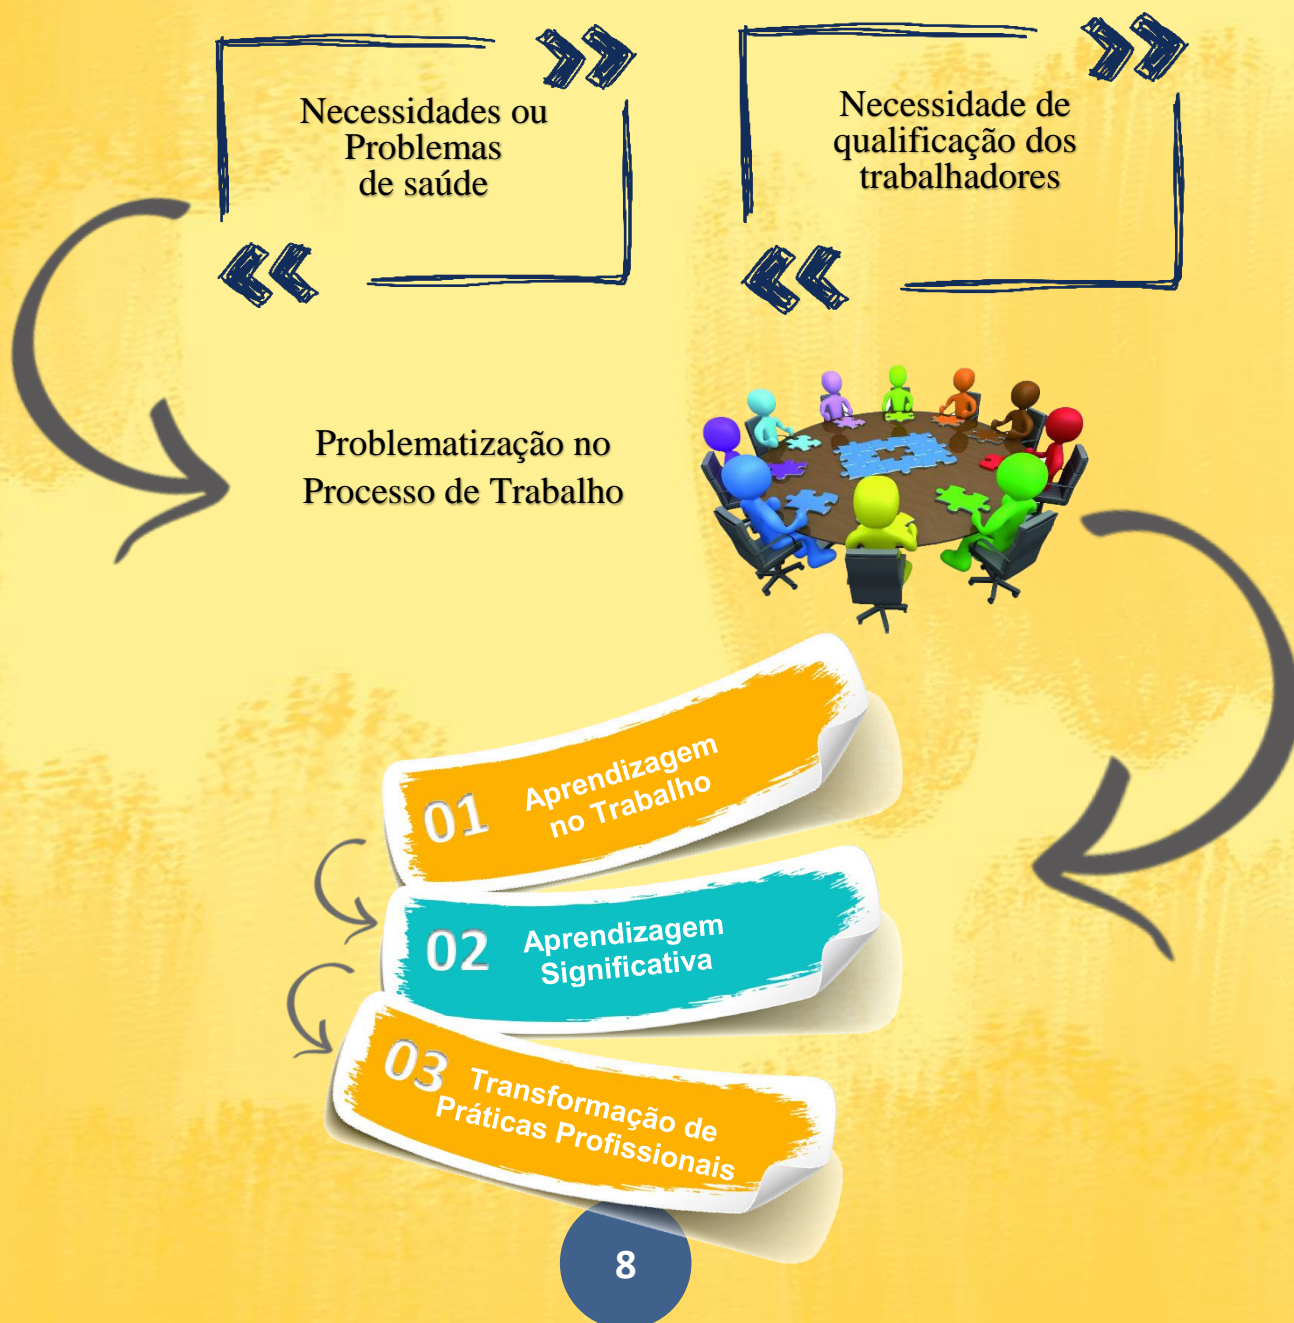 Necessidades ou
Problemas
de saúde
Necessidade de
qualificação dos
trabalhadores
Problematização no
Processo de Trabalho
01
Aprendizagem
no Trabalho
02
Aprendizagem
Significativa
03
Transformação de
Práticas Profissionais
8